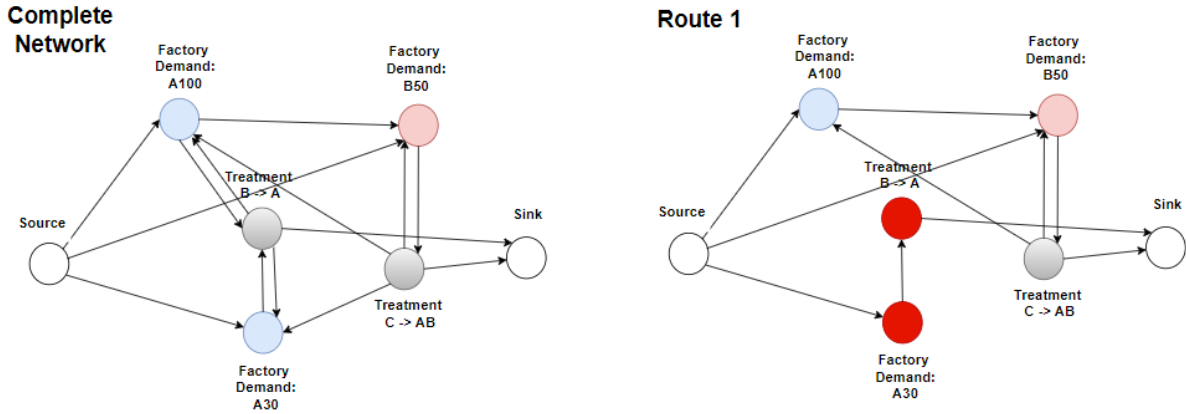 Complete
Network
Factory
Demand:
A100
Factory
Demand:
B50
Treatment
B -> A
Source
Sink
Treatment
C -> AB
Factory
Demand:
A30
Route 1
Factory
Demand:
A100
Factory
Demand:
B50
Treatment
B -> A
Source
Sink
Treatment
C -> AB
Factory
Demand:
A30